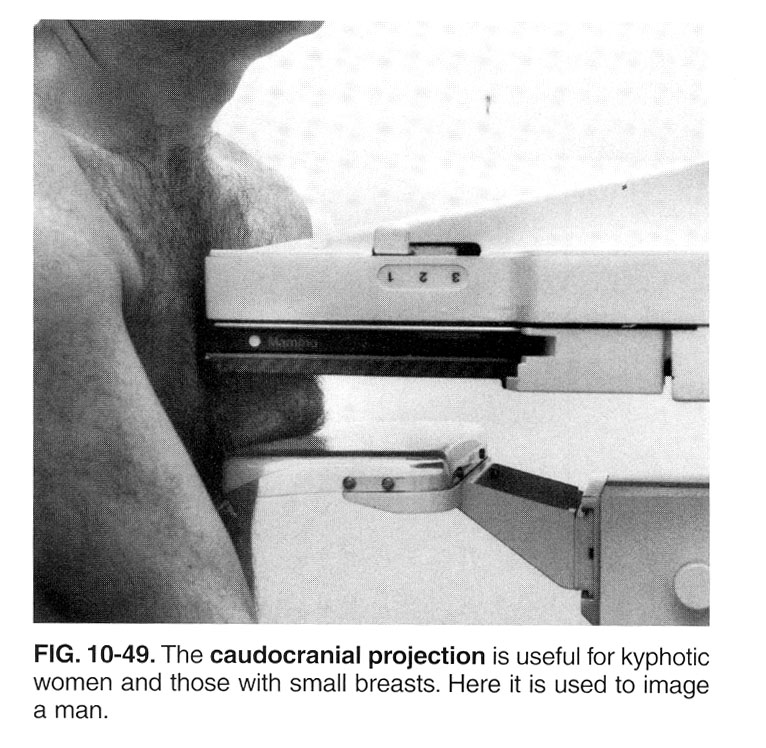 1 2 3
Mammo
FIG. 10-49. The caudocranial projection is useful for kyphotic
women and those with small breasts. Here it is used to image
a man.